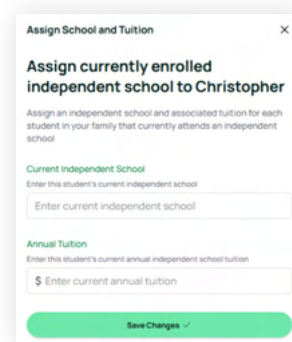 Assign School and Tuition
Assign currently enrolled
independent school to Christopher
Assign an independent school and associated tuition for each
student in your family that currently attends an independent
school
Current Independent School
Enter this student's current independent school
Enter current independent school
Annual Tuition
Enter this student's current annual independent school tuition
$ Enter current annual tuition
Save Changes ✓